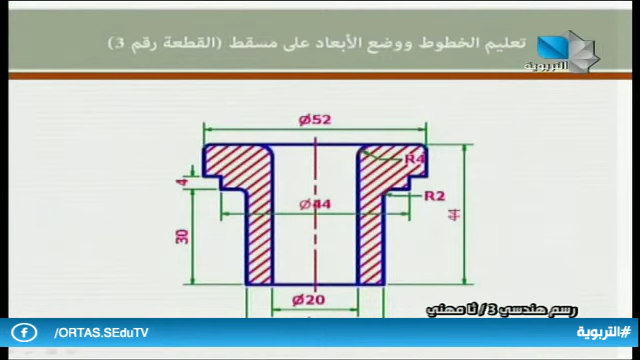 تعليم الخطوط ووضع الأبعاد على مسقط (القطعة رقم 3)
التربوية
Ø52
R4
4
R2
Ø44
44
30
Ø20
رسم هندسي 3 / ثا مهني
/ORTAS.SEduTV
#التربوية